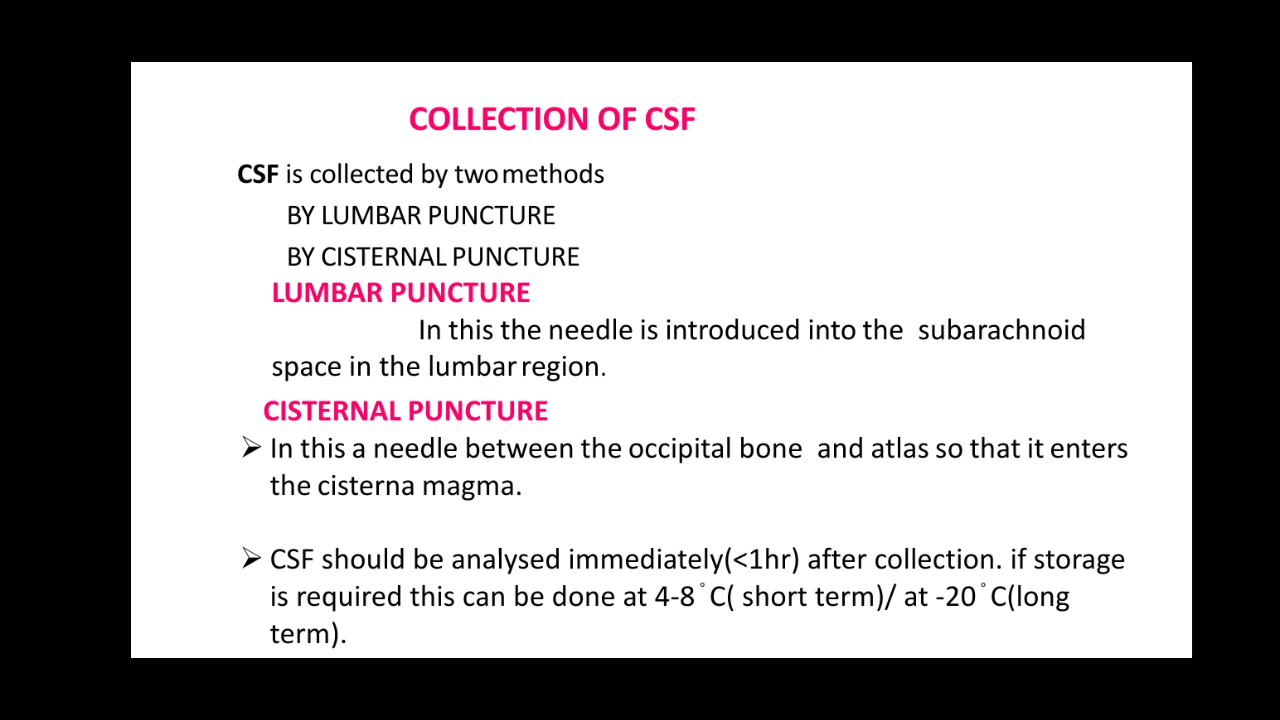 COLLECTION OF CSF
CSF is collected by two methods
BY LUMBAR PUNCTURE
BY CISTERNAL PUNCTURE
LUMBAR PUNCTURE
In this the needle is introduced into the subarachnoid
space in the lumbar region.
CISTERNAL PUNCTURE
➢ In this a needle between the occipital bone and atlas so that it enters
the cisterna magma.
➢ CSF should be analysed immediately(<1hr) after collection. if storage
is required this can be done at 4-8°C( short term)/ at -20°C(long
term).